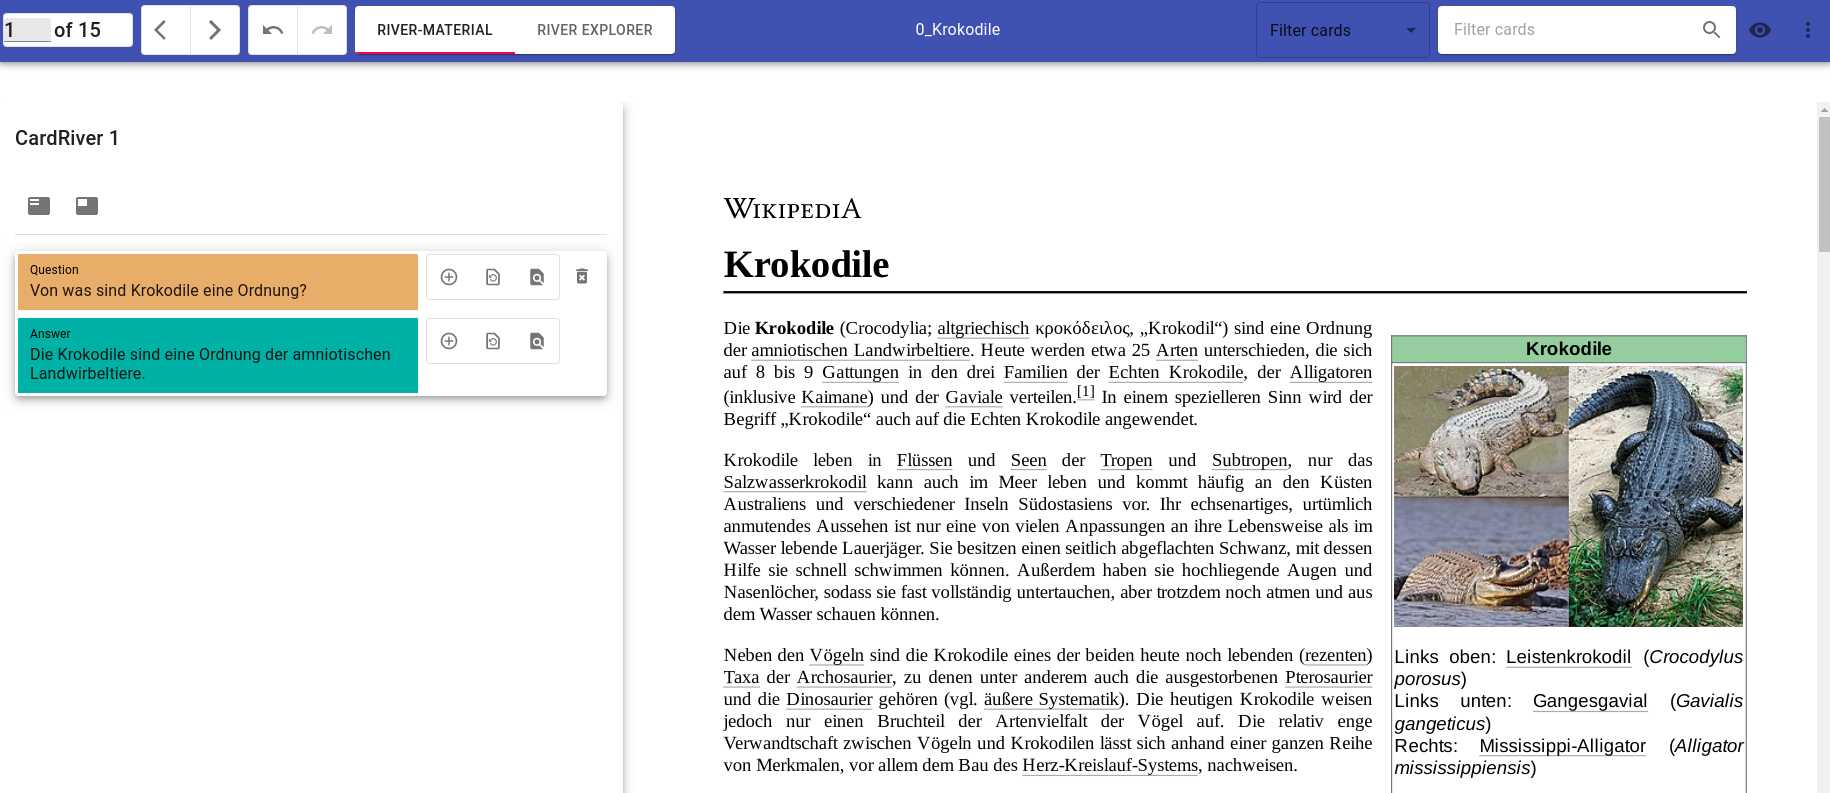 1 of 15
RIVER-MATERIAL
RIVER EXPLORER
0_Krokodile
Filter cards
Filter cards
CardRiver 1
Question
Von was sind Krokodile eine Ordnung?
Answer
Die Krokodile sind eine Ordnung der amniotischen
Landwirbeltiere.
WIKIPEDIA
Krokodile
Die Krokodile (Crocodylia; altgriechisch κροκόδειλος, „Krokodil“) sind eine Ordnung
der amniotischen Landwirbeltiere. Heute werden etwa 25 Arten unterschieden, die sich
auf 8 bis 9 Gattungen in den drei Familien der Echten Krokodile, der Alligatoren
(inklusive Kaimane) und der Gaviale verteilen.[1] In einem spezielleren Sinn wird der
Begriff „Krokodile“ auch auf die Echten Krokodile angewendet.
Krokodile leben in Flüssen und Seen der Tropen und Subtropen, nur das
Salzwasserkrokodil kann auch im Meer leben und kommt häufig an den Küsten
Australiens und verschiedener Inseln Südostasiens vor. Ihr echsenartiges, urtümlich
anmutendes Aussehen ist nur eine von vielen Anpassungen an ihre Lebensweise als im
Wasser lebende Lauerjäger. Sie besitzen einen seitlich abgeflachten Schwanz, mit dessen
Hilfe sie schnell schwimmen können. Außerdem haben sie hochliegende Augen und
Nasenlöcher, sodass sie fast vollständig untertauchen, aber trotzdem noch atmen und aus
dem Wasser schauen können.
Neben den Vögeln sind die Krokodile eines der beiden heute noch lebenden (rezenten)
Taxa der Archosaurier, zu denen unter anderem auch die ausgestorbenen Pterosaurier
und die Dinosaurier gehören (vgl. äußere Systematik). Die heutigen Krokodile weisen
jedoch nur einen Bruchteil der Artenvielfalt der Vögel auf. Die relativ enge
Verwandtschaft zwischen Vögeln und Krokodilen lässt sich anhand einer ganzen Reihe
von Merkmalen, vor allem dem Bau des Herz-Kreislauf-Systems, nachweisen.
Krokodile
Links oben: Leistenkrokodil (Crocodylus
porosus)
Links unten: Gangesgavial (Gavialis
gangeticus)
Rechts: Mississippi-Alligator (Alligator
mississippiensis)